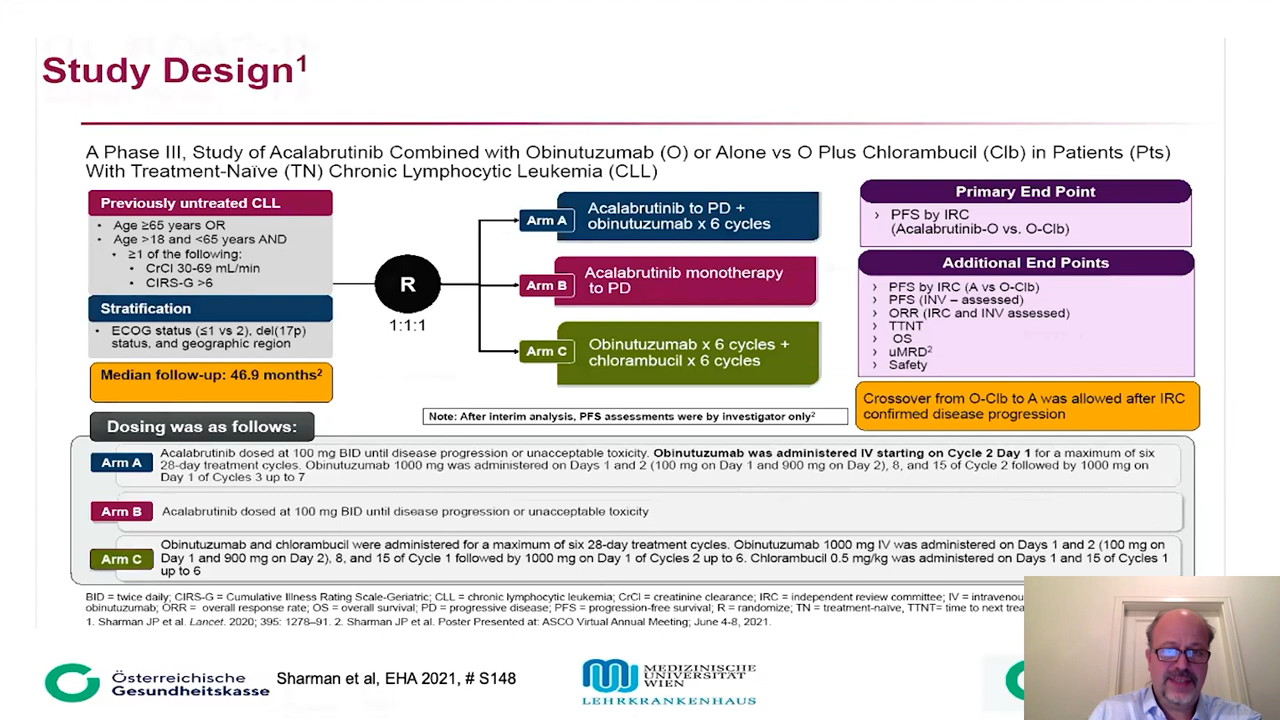 Study Design1
A Phase III, Study of Acalabrutinib Combined with Obinutuzumab (O) or Alone vs O Plus Chlorambucil (Clb) in Patients (Pts)
With Treatment-Naïve (TN) Chronic Lymphocytic Leukemia (CLL)
Previously untreated CLL
• Age ≥65 years OR
• Age >18 and <65 years AND
• ≥1 of the following:
• CrCl 30-69 mL/min
• CIRS-G >6
Stratification
• ECOG status (≤1 vs 2), del(17p)
status, and geographic region
Median follow-up: 46.9 months2
R
1:1:1
Arm A
Acalabrutinib to PD +
obinutuzumab x 6 cycles
Arm B
Acalabrutinib monotherapy
to PD
Arm C
Obinutuzumab x 6 cycles +
chlorambucil x 6 cycles
Note: After interim analysis, PFS assessments were by investigator only2
Primary End Point
› PFS by IRC
(Acalabrutinib-O vs. O-Clb)
Additional End Points
› PFS by IRC (A vs O-Clb)
› PFS (INV – assessed)
› ORR (IRC and INV assessed)
› TTNT
› OS
› uMRD2
› Safety
Crossover from O-Clb to A was allowed after IRC
confirmed disease progression
Dosing was as follows:
Arm A
Acalabrutinib dosed at 100 mg BID until disease progression or unacceptable toxicity. Obinutuzumab was administered IV starting on Cycle 2 Day 1 for a maximum of six
28-day treatment cycles. Obinutuzumab 1000 mg was administered on Days 1 and 2 (100 mg on Day 1 and 900 mg on Day 2), 8, and 15 of Cycle 2 followed by 1000 mg on
Day 1 of Cycles 3 up to 7
Arm B
Acalabrutinib dosed at 100 mg BID until disease progression or unacceptable toxicity
Arm C
Obinutuzumab and chlorambucil were administered for a maximum of six 28-day treatment cycles. Obinutuzumab 1000 mg IV was administered on Days 1 and 2 (100 mg on
Day 1 and 900 mg on Day 2), 8, and 15 of Cycle 1 followed by 1000 mg on Day 1 of Cycles 2 up to 6. Chlorambucil 0.5 mg/kg was administered on Days 1 and 15 of Cycles 1
up to 6
BID = twice daily; CIRS-G = Cumulative Illness Rating Scale-Geriatric; CLL = chronic lymphocytic leukemia; CrCl = creatinine clearance; IRC = independent review committee; IV =
obinutuzumab; ORR = overall response rate; OS = overall survival; PD = progressive disease; PFS = progression-free survival; R = randomize; TN = treatment-naïve, TTNT= time to next
1. Sharman JP et al. Lancet. 2020; 395: 1278–91. 2. Sharman JP et al. Poster Presented at: ASCO Virtual Annual Meeting; June 4-8, 2021.
Österreichische
Gesundheitskasse
Sharman et al, EHA 2021, # S148
MEDIZINISCHE
UNIVERSITÄT
WIEN
LEHRKRANKENHAUS